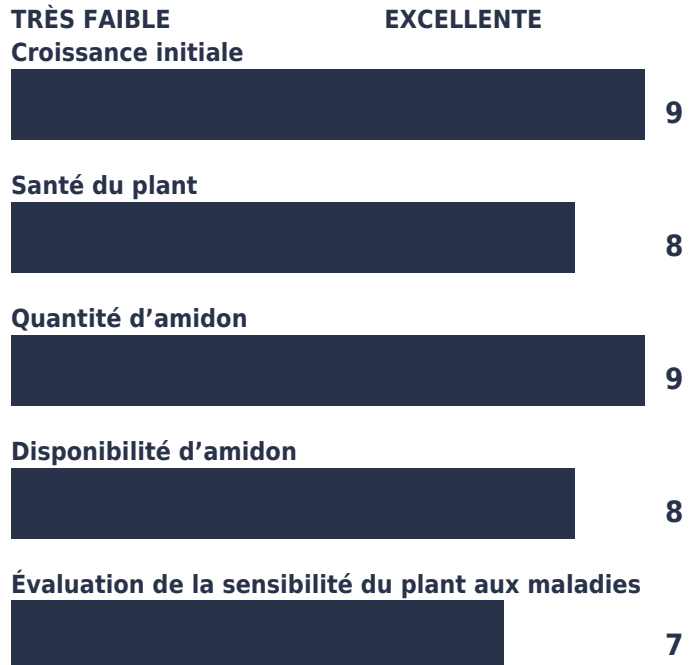 TRÈS FAIBLE EXCELLENTE
Croissance initiale
9
Santé du plant
8
Quantité d’amidon
9
Disponibilité d’amidon
8
Évaluation de la sensibilité du plant aux maladies
7